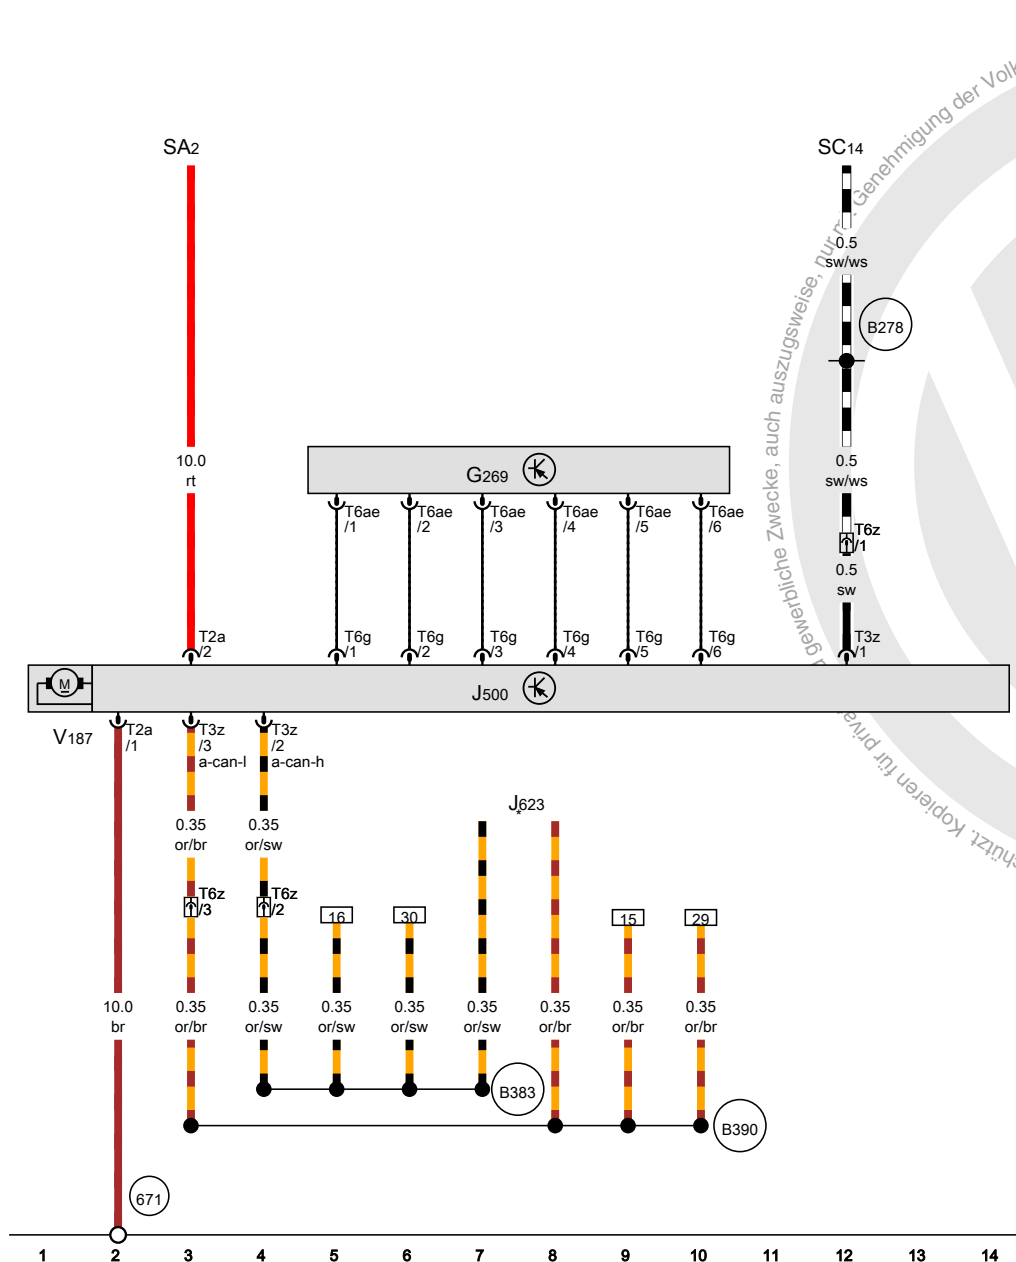 SA2
SC14
0.5
sw/ws
B278
10.0
rt
G269
0.5
sw/ws
T6ae
/1
T6ae
/2
T6ae
/3
T6ae
/4
T6ae
/5
T6ae
/6
T6z
/1
0.5
sw
T2a
/2
T6g
/1
T6g
/2
T6g
/3
T6g
/4
T6g
/5
T6g
/6
T3z
/1
M
J500
V187
T2a
/1
T3z
/3
a-can-l
T3z
/2
a-can-h
J623
*
0.35
or/br
0.35
or/sw
T6z
/3
T6z
/2
16
30
15
29
10.0
br
0.35
or/br
0.35
or/sw
0.35
or/sw
0.35
or/sw
0.35
or/sw
0.35
or/br
0.35
or/br
0.35
or/br
B383
B390
671
1 2 3 4 5 6 7 8 9 10 11 12 13 14
gewerbliche Zwecke, auch auszugsweise, nur Genehmigung der
Kopieren für